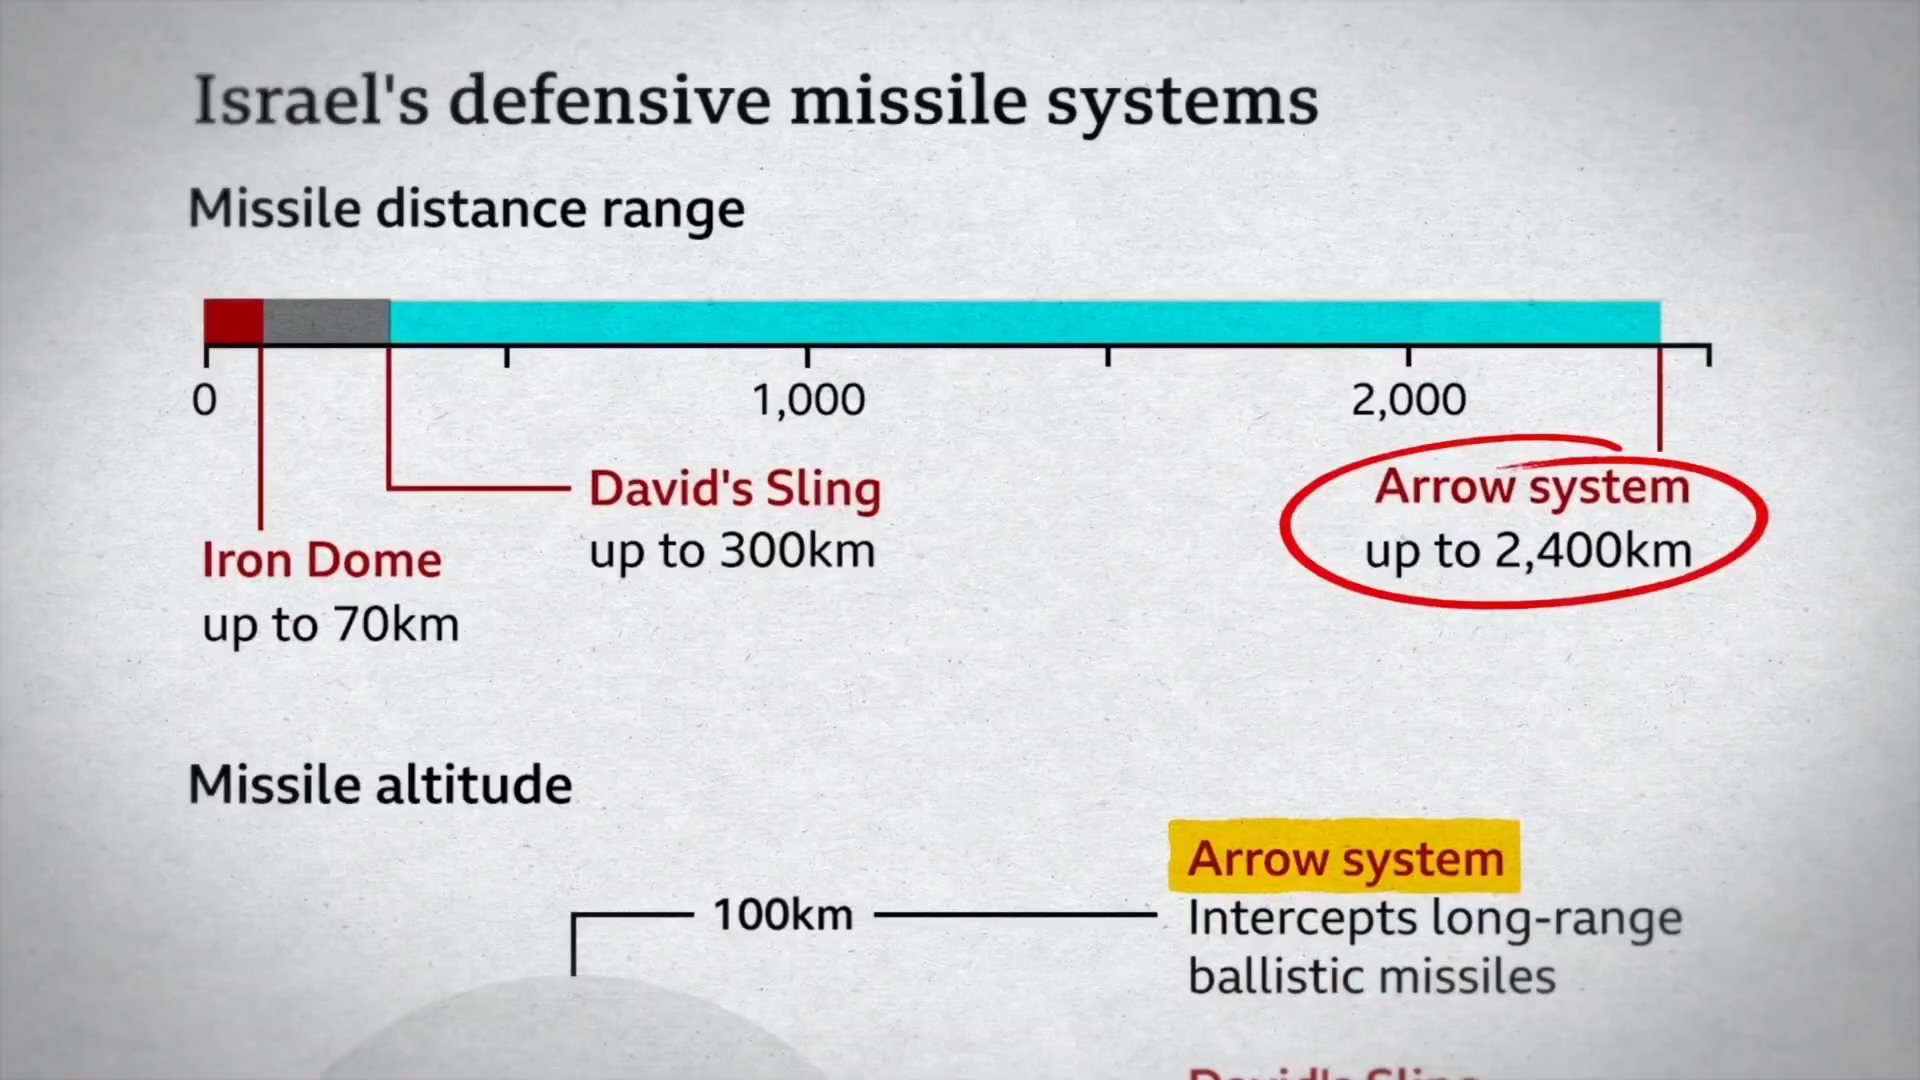 Israel's defensive missile systems
Missile distance range
0
1,000
2,000
David's Sling
up to 300km
Arrow system
up to 2,400km
Iron Dome
up to 70km
Missile altitude
Arrow system
100km
Intercepts long-range
ballistic missiles
David's Sling